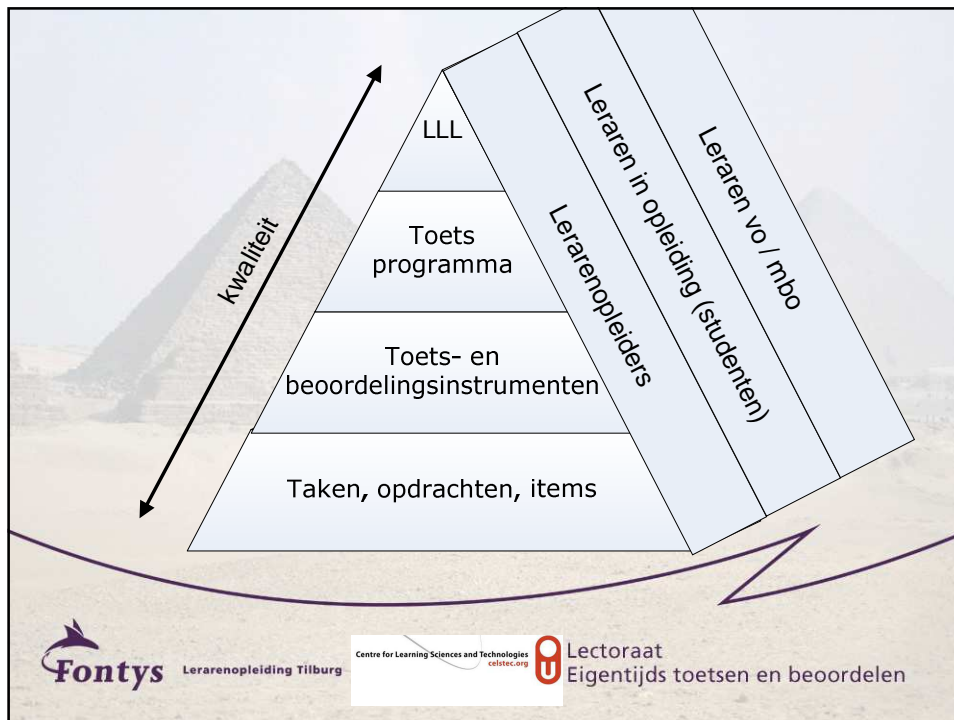 kwaliteit
LLL
Toets
programma
Toets- en
beoordelingsinstrumenten
Taken, opdrachten, items
Lerarenopleiders
Leraren in opleiding (studenten)
Leraren vo / mbo
Fontys Lerarenopleiding Tilburg
Centre for Learning Sciences and Technologies
celstec.org
Lectoraat
Eigentijds toetsen en beoordelen